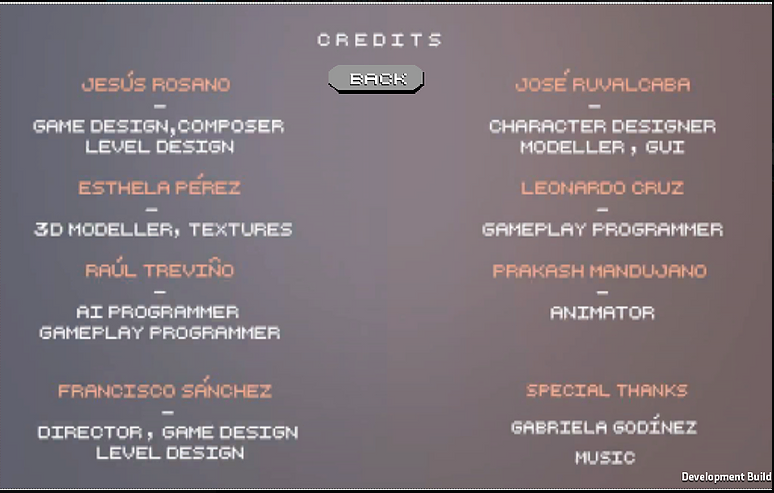 CREDITS
BACK
JESÚS ROSANO
—
GAME DESIGN,COMPOSER
LEVEL DESIGN
ESTHELA PÉREZ
—
3D MODELLER, TEXTURES
RAÚL TREVIÑO
—
AI PROGRAMMER
GAMEPLAY PROGRAMMER
FRANCISCO SÁNCHEZ
—
DIRECTOR, GAME DESIGN
LEVEL DESIGN
JOSÉ RUVALCABA
—
CHARACTER DESIGNER
MODELLER , GUI
LEONARDO CRUZ
—
GAMEPLAY PROGRAMMER
PRAKASH MANDUJANO
—
ANIMATOR
SPECIAL THANKS
GABRIELA GODÍNEZ
MUSIC
Development Build